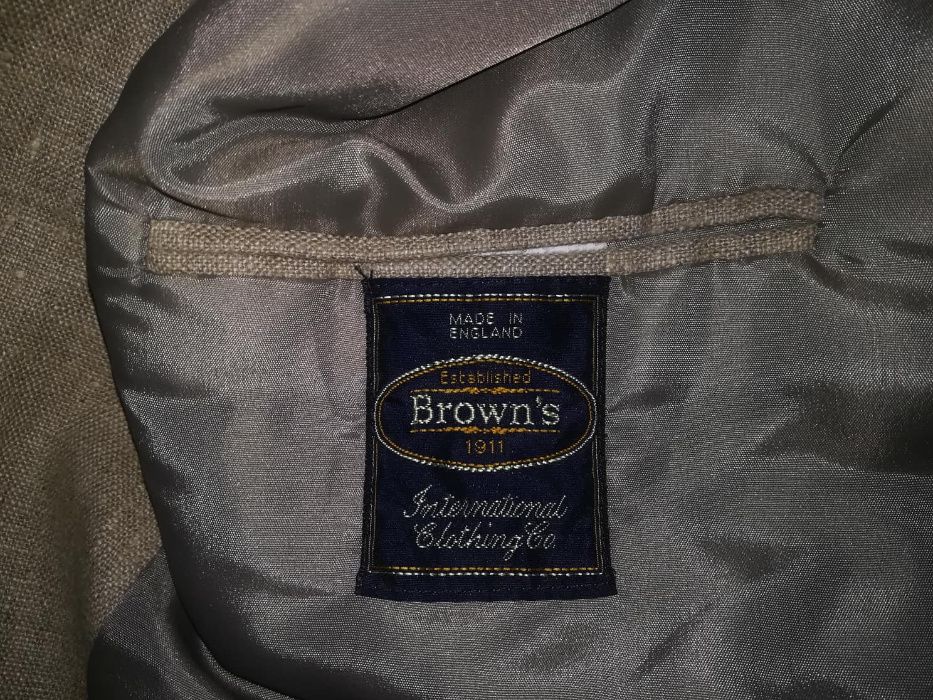 MADE IN
ENGLAND
Established
Brown's
1911
International
Clothing Co